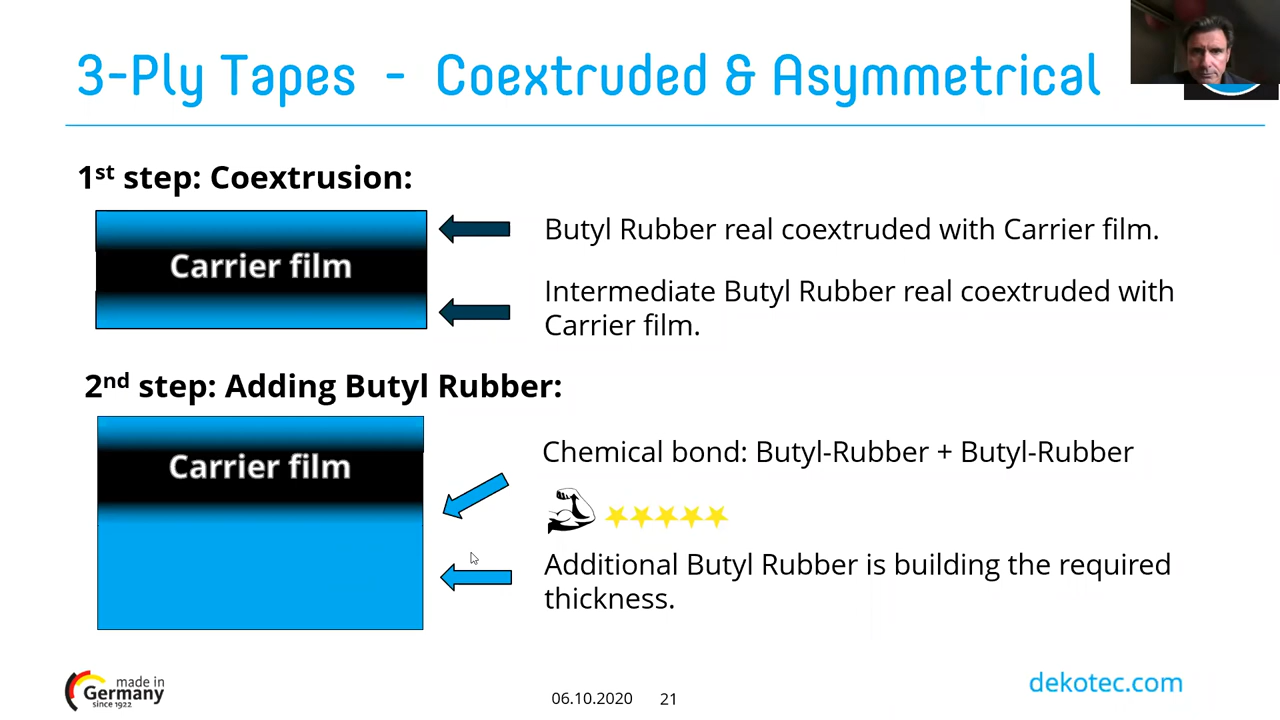 3-Ply Tapes - Coextruded & Asymmetrical
1st step: Coextrusion:
Carrier film
Butyl Rubber real coextruded with Carrier film.
Intermediate Butyl Rubber real coextruded with
Carrier film.
2nd step: Adding Butyl Rubber:
Carrier film
Chemical bond: Butyl-Rubber + Butyl-Rubber
Additional Butyl Rubber is building the required
thickness.
made in
Germany
since 1922
06.10.2020 21
dekotec.com